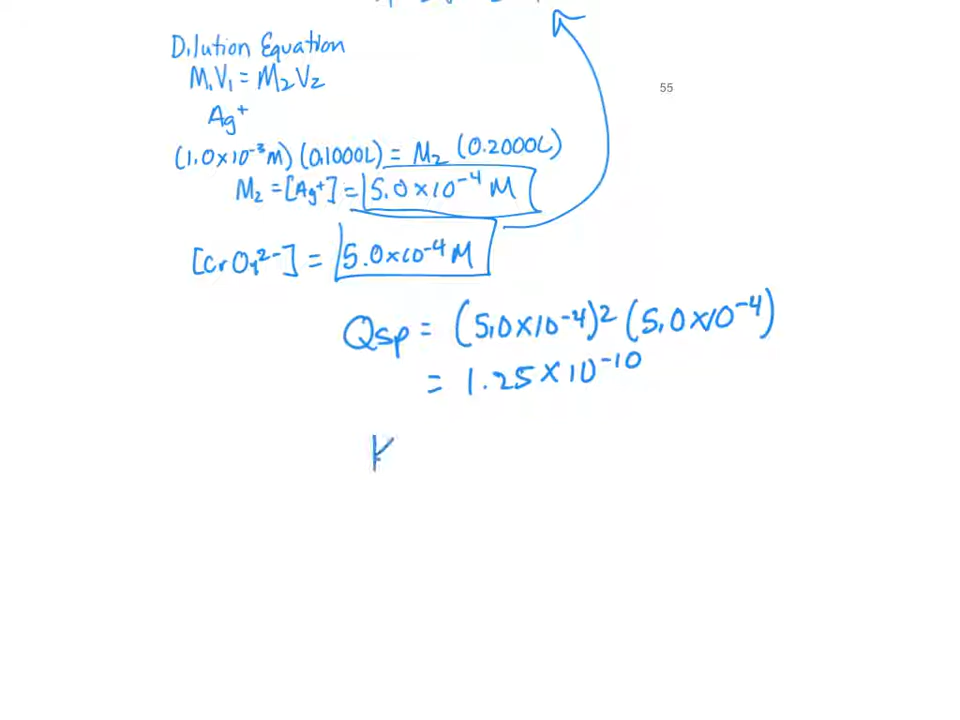 Dilution Equation
M₁V₁ = M₂V₂
55
Ag⁺
(1.0×10⁻³M)(0.1000L) = M₂(0.2000L)
M₂ = [Ag⁺] = 5.0×10⁻⁴ M
[CrO₄²⁻] = 5.0×10⁻⁴ M
Qsp = (5.0×10⁻⁴)² (5.0×10⁻⁴)
= 1.25×10⁻¹⁰
K